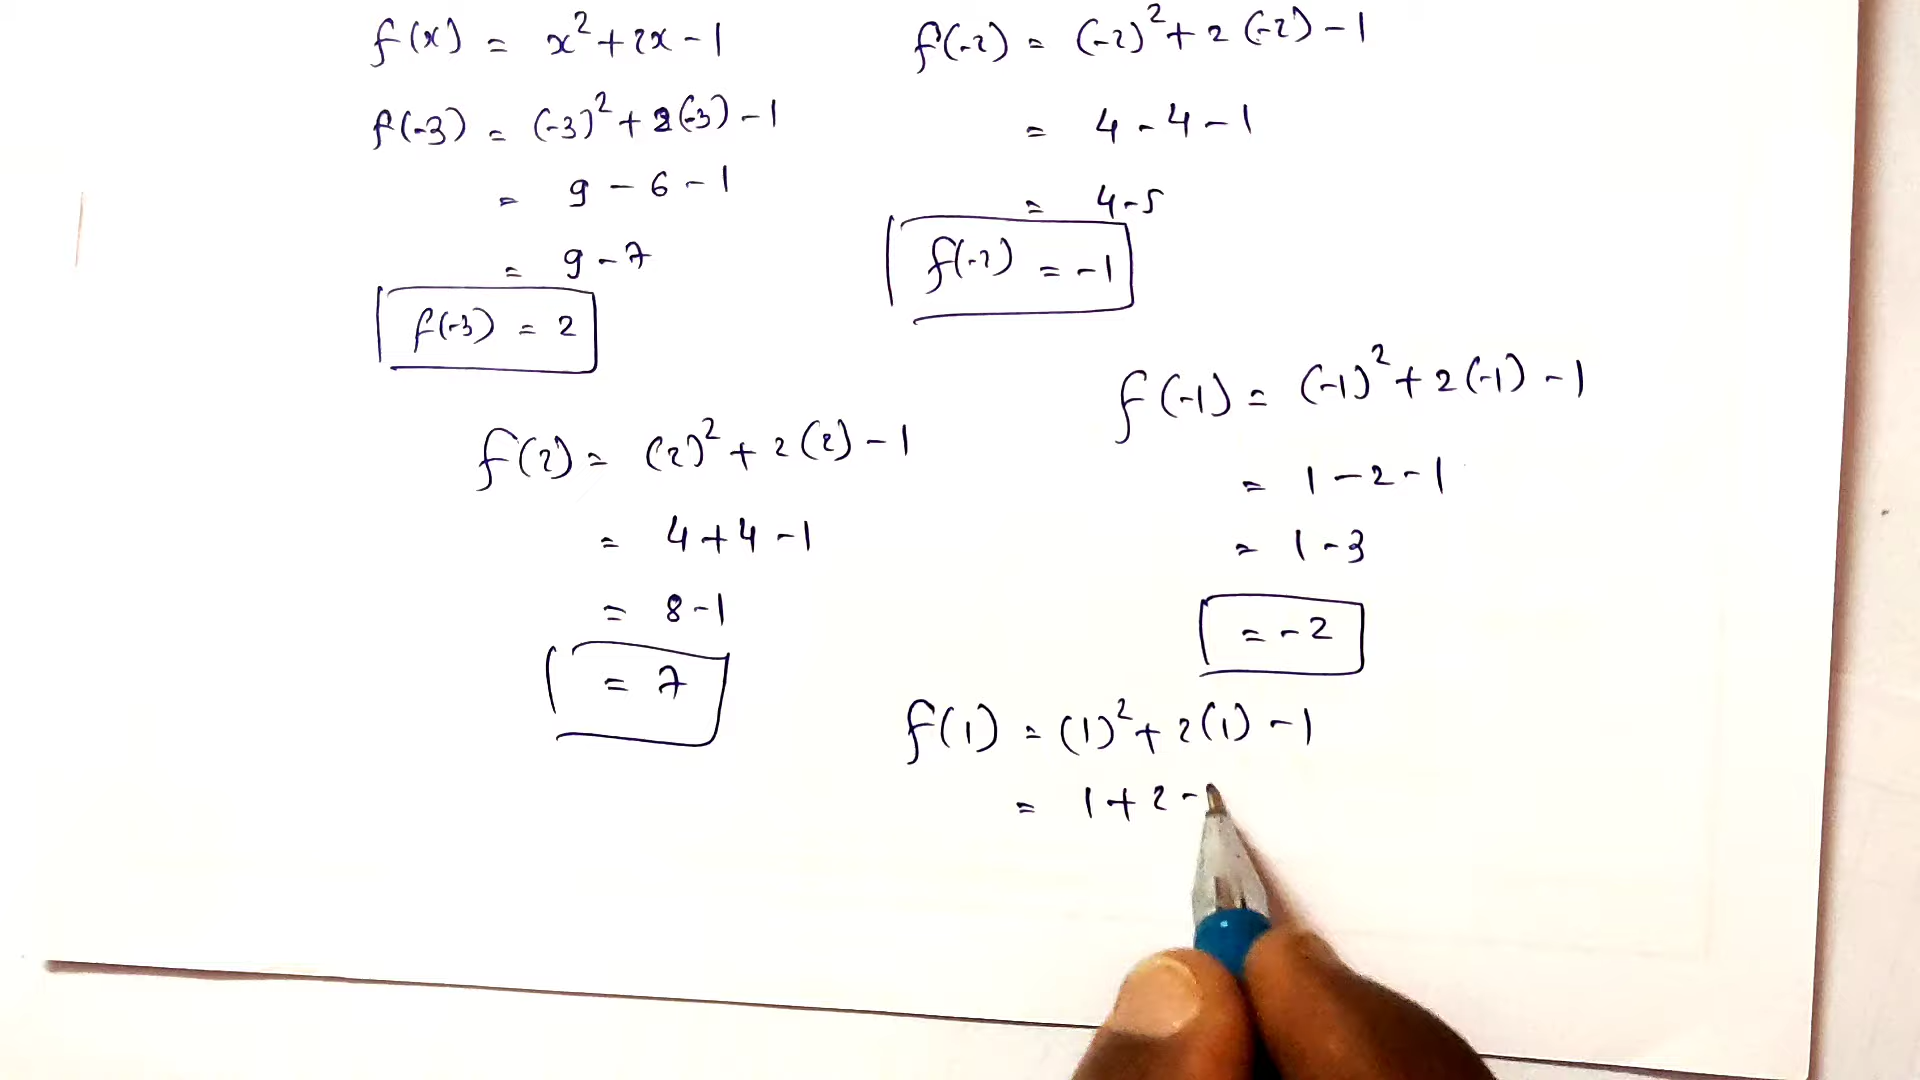 f(x) = x² + 2x - 1
f(-3) = (-3)² + 2(-3) - 1
= 9 - 6 - 1
= 9 - 7
f(-3) = 2
f(-2) = (-2)² + 2(-2) - 1
= 4 - 4 - 1
= 4 - 5
f(-2) = -1
f(2) = (2)² + 2(2) - 1
= 4 + 4 - 1
= 8 - 1
= 7
f(-1) = (-1)² + 2(-1) - 1
= 1 - 2 - 1
= 1 - 3
= -2
f(1) = (1)² + 2(1) - 1
= 1 + 2 -